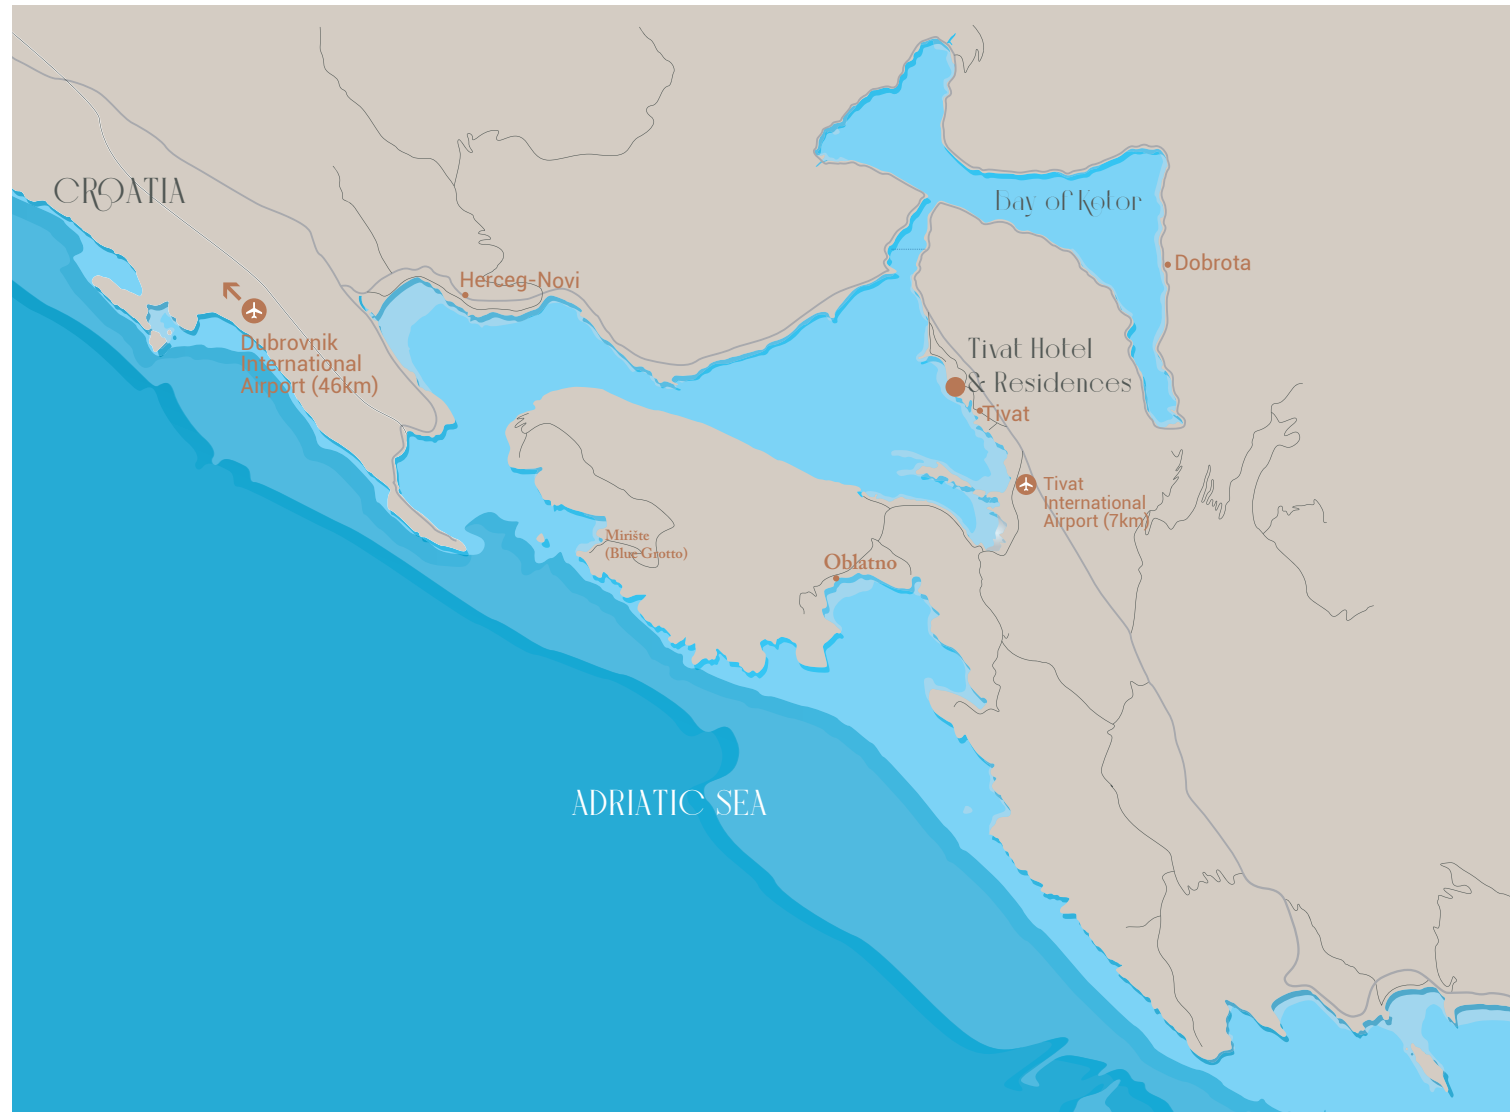 CROATIA
Bay of Kotor
Dobrota
Herceg-Novi
Dubrovnik
International
Airport (46km)
Tivat Hotel
& Residences
Tivat
Tivat
International
Airport (7km)
Mirište
(Blue Grotto)
Oblatno
ADRIATIC SEA